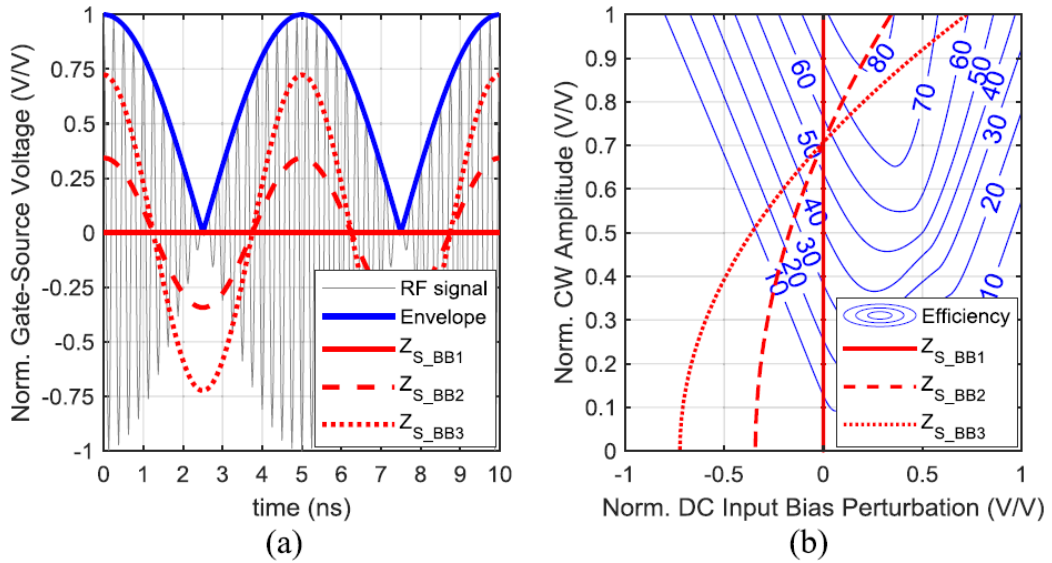 Norm. Gate-Source Voltage (V/V)
1
0.75
0.5
0.25
0
-0.25
-0.5
-0.75
-1
RF signal
Envelope
Z_S_BB1
Z_S_BB2
Z_S_BB3
0 1 2 3 4 5 6 7 8 9 10
time (ns)
(a)
Norm. CW Amplitude (V/V)
1
0.9
0.8
0.7
0.6
0.5
0.4
0.3
0.2
0.1
0
80
70
60
50
40
30
20
10
60
50
40
30
20
10
Efficiency
Z_S_BB1
Z_S_BB2
Z_S_BB3
-1 -0.5 0 0.5 1
Norm. DC Input Bias Perturbation (V/V)
(b)